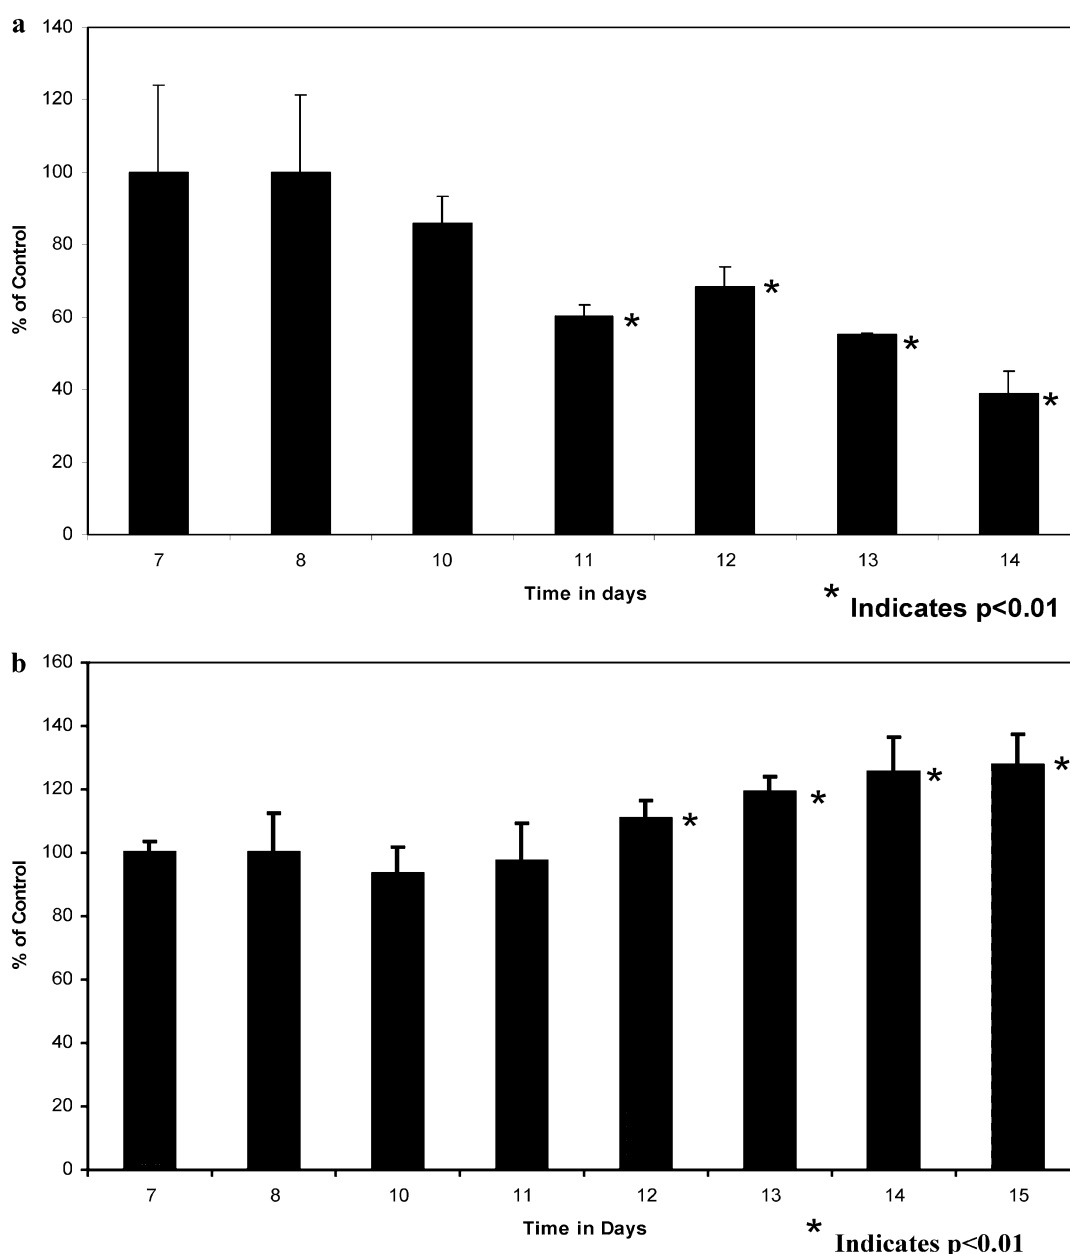 a
140
120
100
80
60
40
20
0
% of Control
*
*
*
*
7 8 10 11 12 13 14
Time in days
* Indicates p<0.01
b
160
140
120
100
80
60
40
20
0
% of Control
*
*
*
*
7 8 10 11 12 13 14 15
Time in Days
* Indicates p<0.01